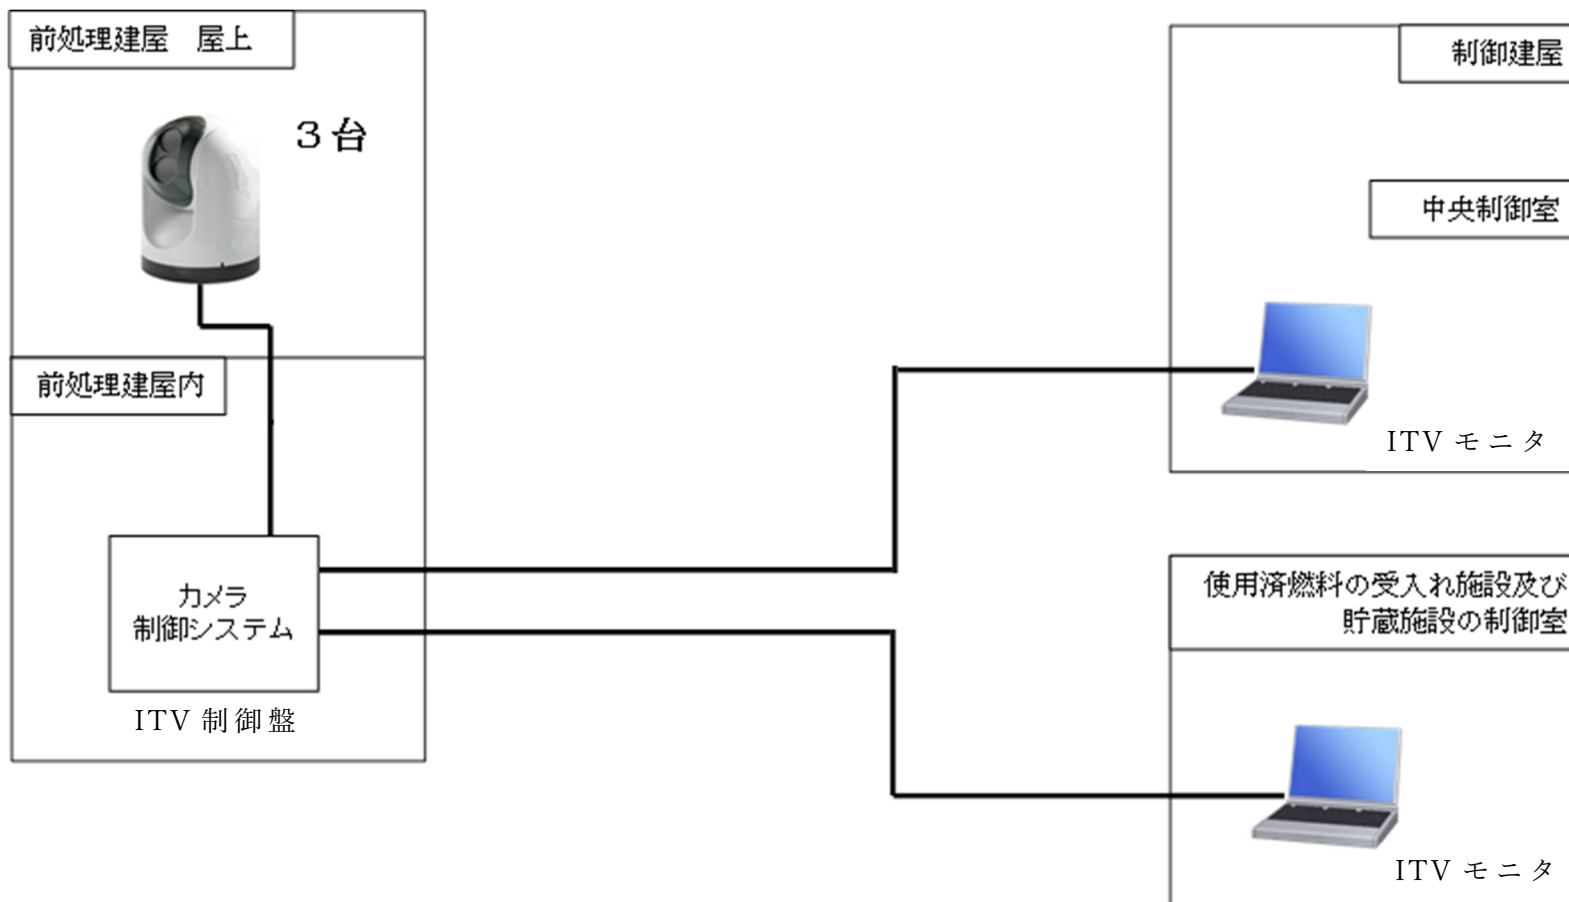 前処理建屋　屋上
３台
前処理建屋内
カメラ
制御システム
ITV 制御盤
制御建屋
中央制御室
ITV モニタ
使用済燃料の受入れ施設及び
貯蔵施設の制御室
ITV モニタ